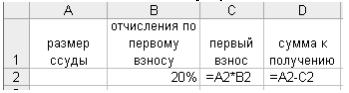 A B C D
отчисления по
размер первому первый сумма к
1 ссуды взносу взнос получению
2 20% =A2*B2 =A2-C2